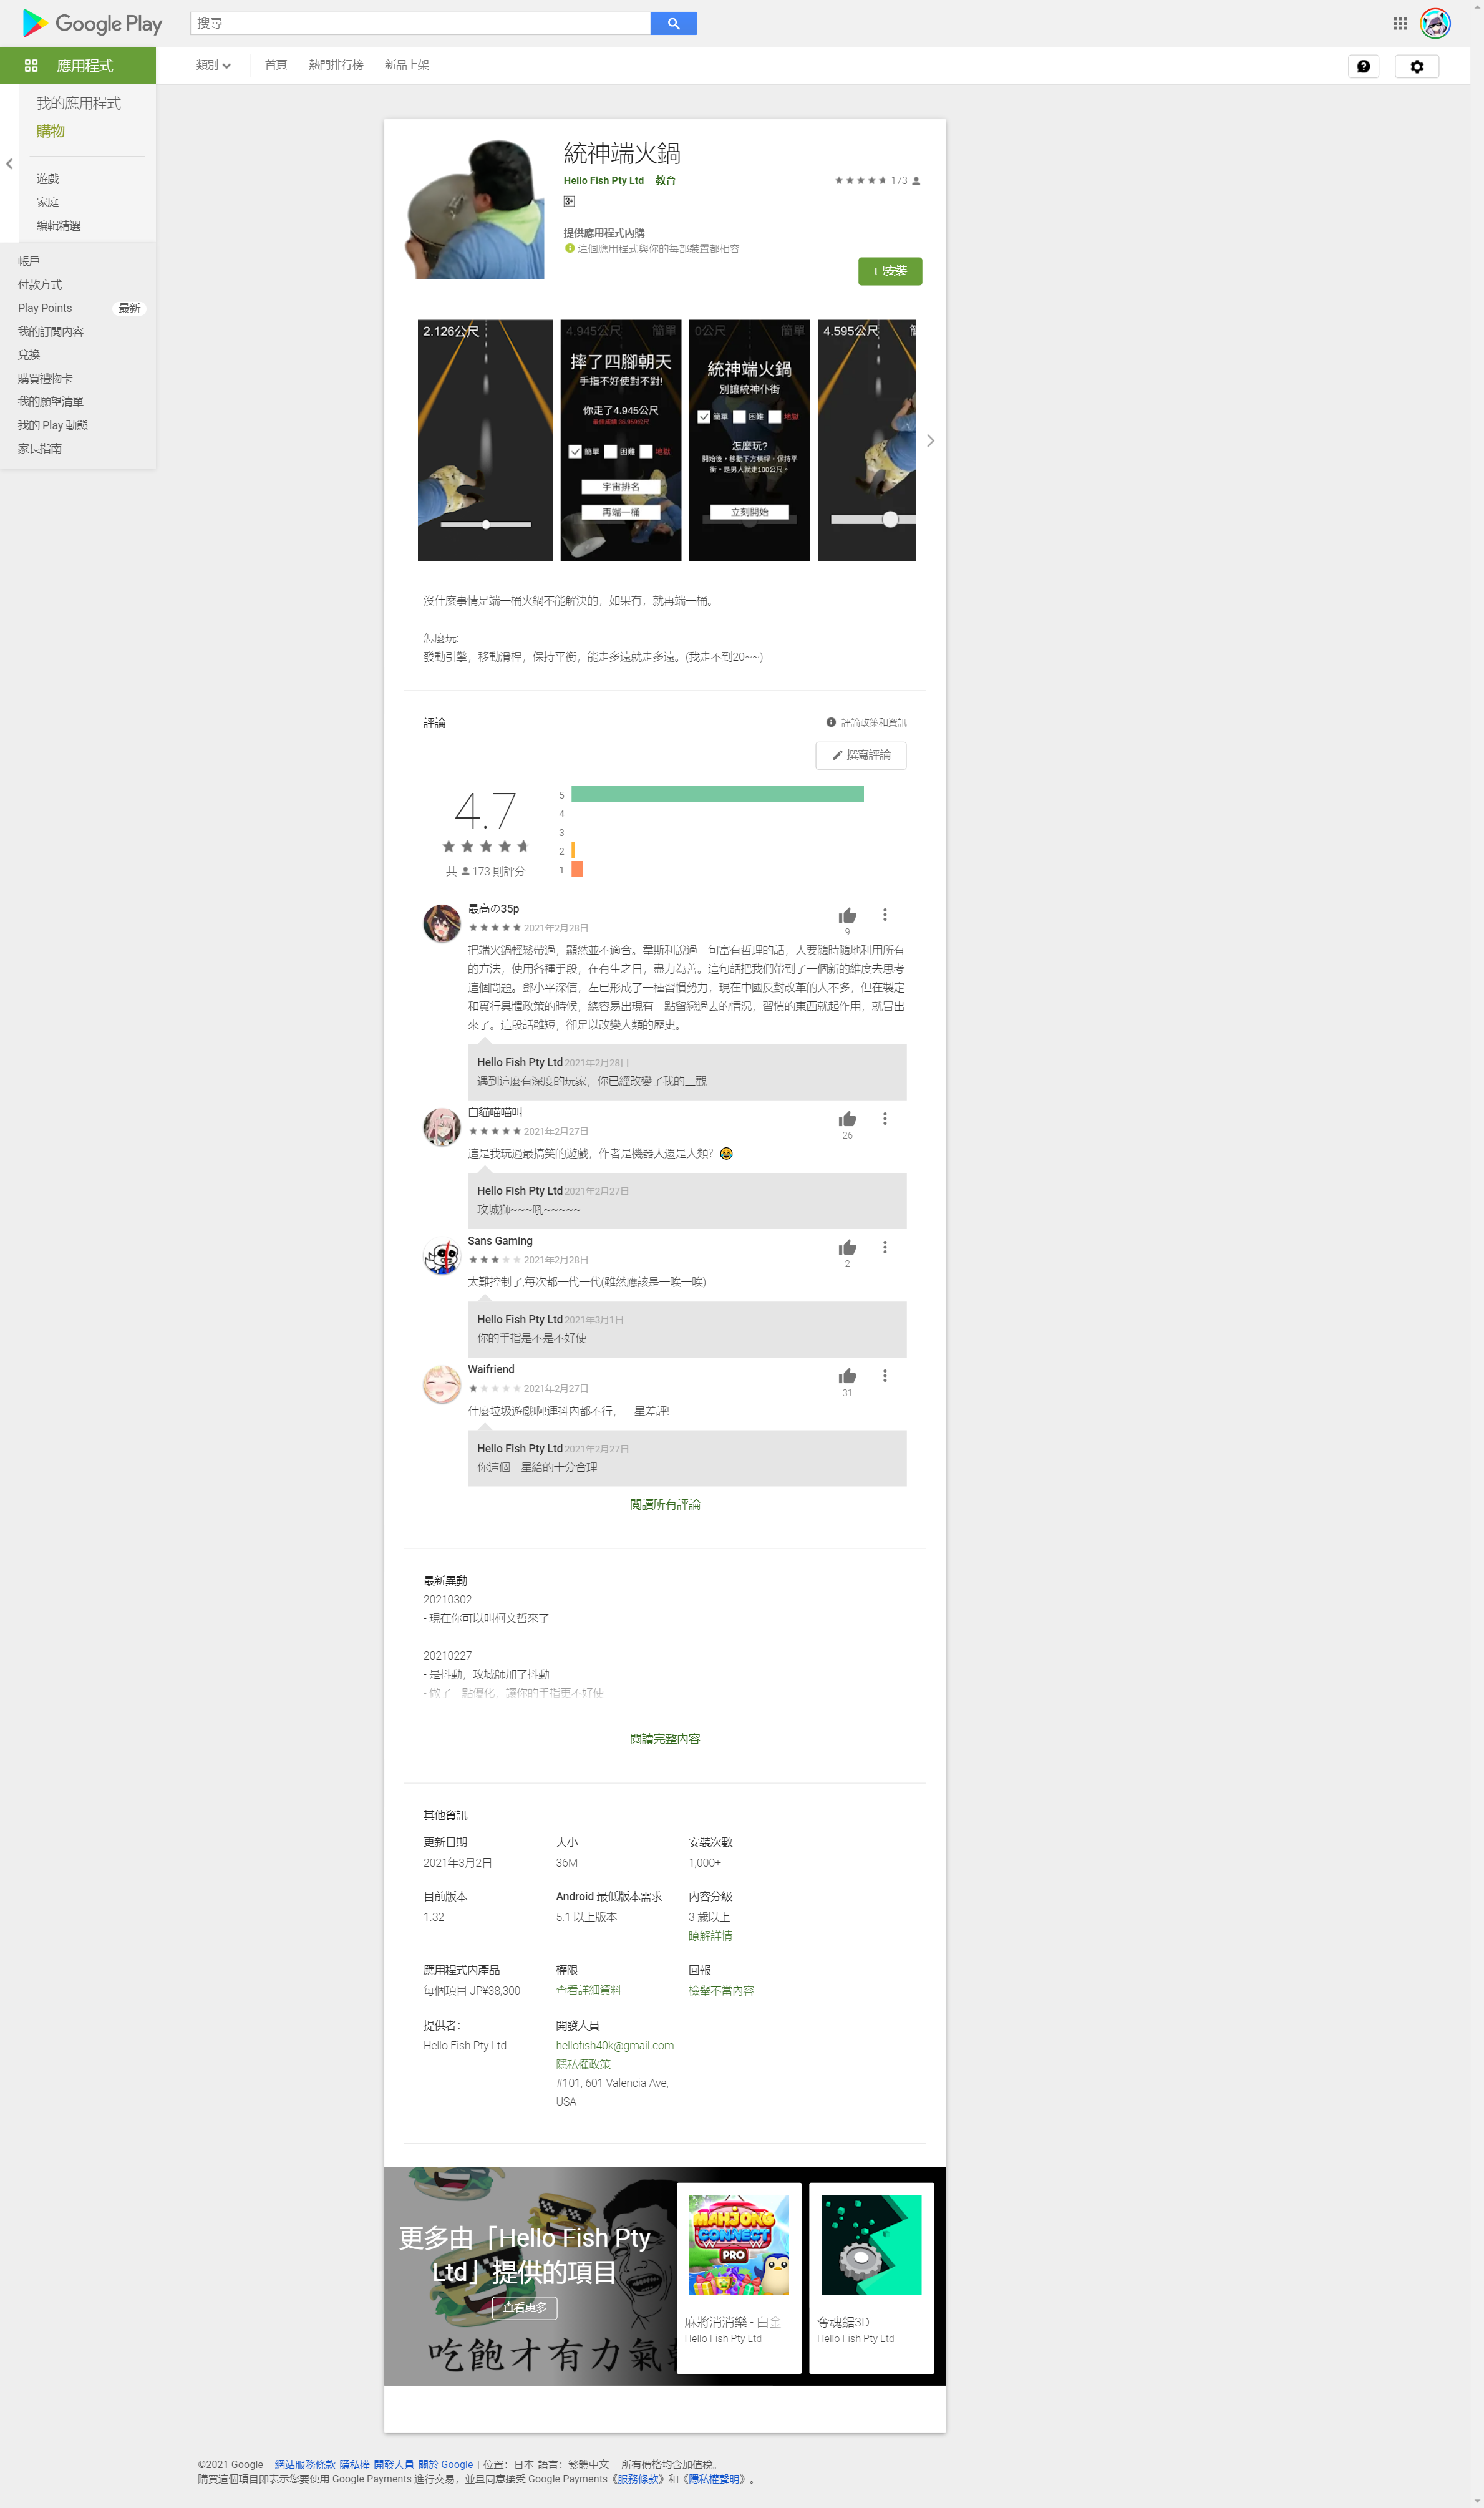 Google Play
搜尋
應用程式
類別
首頁
熱門排行榜
新品上架
我的應用程式
購物
遊戲
家庭
編輯精選
帳戶
付款方式
Play Points 最新
我的訂閱內容
兌換
購買禮物卡
我的願望清單
我的 Play 動態
家長指南
統神端火鍋
Hello Fish Pty Ltd 教育
173
3+
提供應用程式內購
這個應用程式與你的每部裝置都相容
已安裝
2.126公尺
4.945公尺 簡單
摔了四腳朝天
手指不好使對不對!
你走了4.945公尺
最佳成績:36.959公尺
簡單 困難 地獄
宇宙排名
再端一桶
0公尺 簡單
統神端火鍋
別讓統神仆街
簡單 困難 地獄
怎麼玩?
開始後，移動下方橫桿，保持平
衡。是男人就走100公尺。
立刻開始
4.595公尺
沒什麼事情是端一桶火鍋不能解決的，如果有，就再端一桶。
怎麼玩:
發動引擎，移動滑桿，保持平衡，能走多遠就走多遠。(我走不到20~~)
評論
評論政策和資訊
撰寫評論
4.7
共 173 則評分
5
4
3
2
1
最高の35p
2021年2月28日
9
把端火鍋輕鬆帶過，顯然並不適合。韋斯利說過一句富有哲理的話，人要隨時隨地利用所有
的方法，使用各種手段，在有生之日，盡力為善。這句話把我們帶到了一個新的維度去思考
這個問題。鄧小平深信，左已形成了一種習慣勢力，現在中國反對改革的人不多，但在製定
和實行具體政策的時候，總容易出現有一點留戀過去的情況，習慣的東西就起作用，就冒出
來了。這段話雖短，卻足以改變人類的歷史。
Hello Fish Pty Ltd 2021年2月28日
遇到這麼有深度的玩家，你已經改變了我的三觀
白貓喵喵叫
2021年2月27日
26
這是我玩過最搞笑的遊戲，作者是機器人還是人類？😂
Hello Fish Pty Ltd 2021年2月27日
攻城獅~~~吼~~~~~
Sans Gaming
2021年2月28日
2
太難控制了,每次都一代一代(雖然應該是一唉一唉)
Hello Fish Pty Ltd 2021年3月1日
你的手指是不是不好使
Waifriend
2021年2月27日
31
什麼垃圾遊戲啊!連抖內都不行，一星差評!
Hello Fish Pty Ltd 2021年2月27日
你這個一星給的十分合理
閱讀所有評論
最新異動
20210302
- 現在你可以叫柯文哲來了
20210227
- 是抖動，攻城師加了抖動
- 做了一點優化，讓你的手指更不好使
閱讀完整內容
其他資訊
更新日期 大小 安裝次數
2021年3月2日 36M 1,000+
目前版本 Android 最低版本需求 內容分級
1.32 5.1 以上版本 3 歲以上
瞭解詳情
應用程式內產品 權限 回報
每個項目 JP¥38,300 查看詳細資料 檢舉不當內容
提供者： 開發人員
Hello Fish Pty Ltd hellofish40k@gmail.com
隱私權政策
#101, 601 Valencia Ave,
USA
更多由「Hello Fish Pty
Ltd」提供的項目
查看更多
吃飽才有力氣
MAHJONG
CONNECT
PRO
麻將消消樂 - 白金
Hello Fish Pty Ltd
奪魂鋸3D
Hello Fish Pty Ltd
©2021 Google 網站服務條款 隱私權 開發人員 關於 Google | 位置：日本 語言：繁體中文 所有價格均含加值稅。
購買這個項目即表示您要使用 Google Payments 進行交易，並且同意接受 Google Payments《服務條款》和《隱私權聲明》。